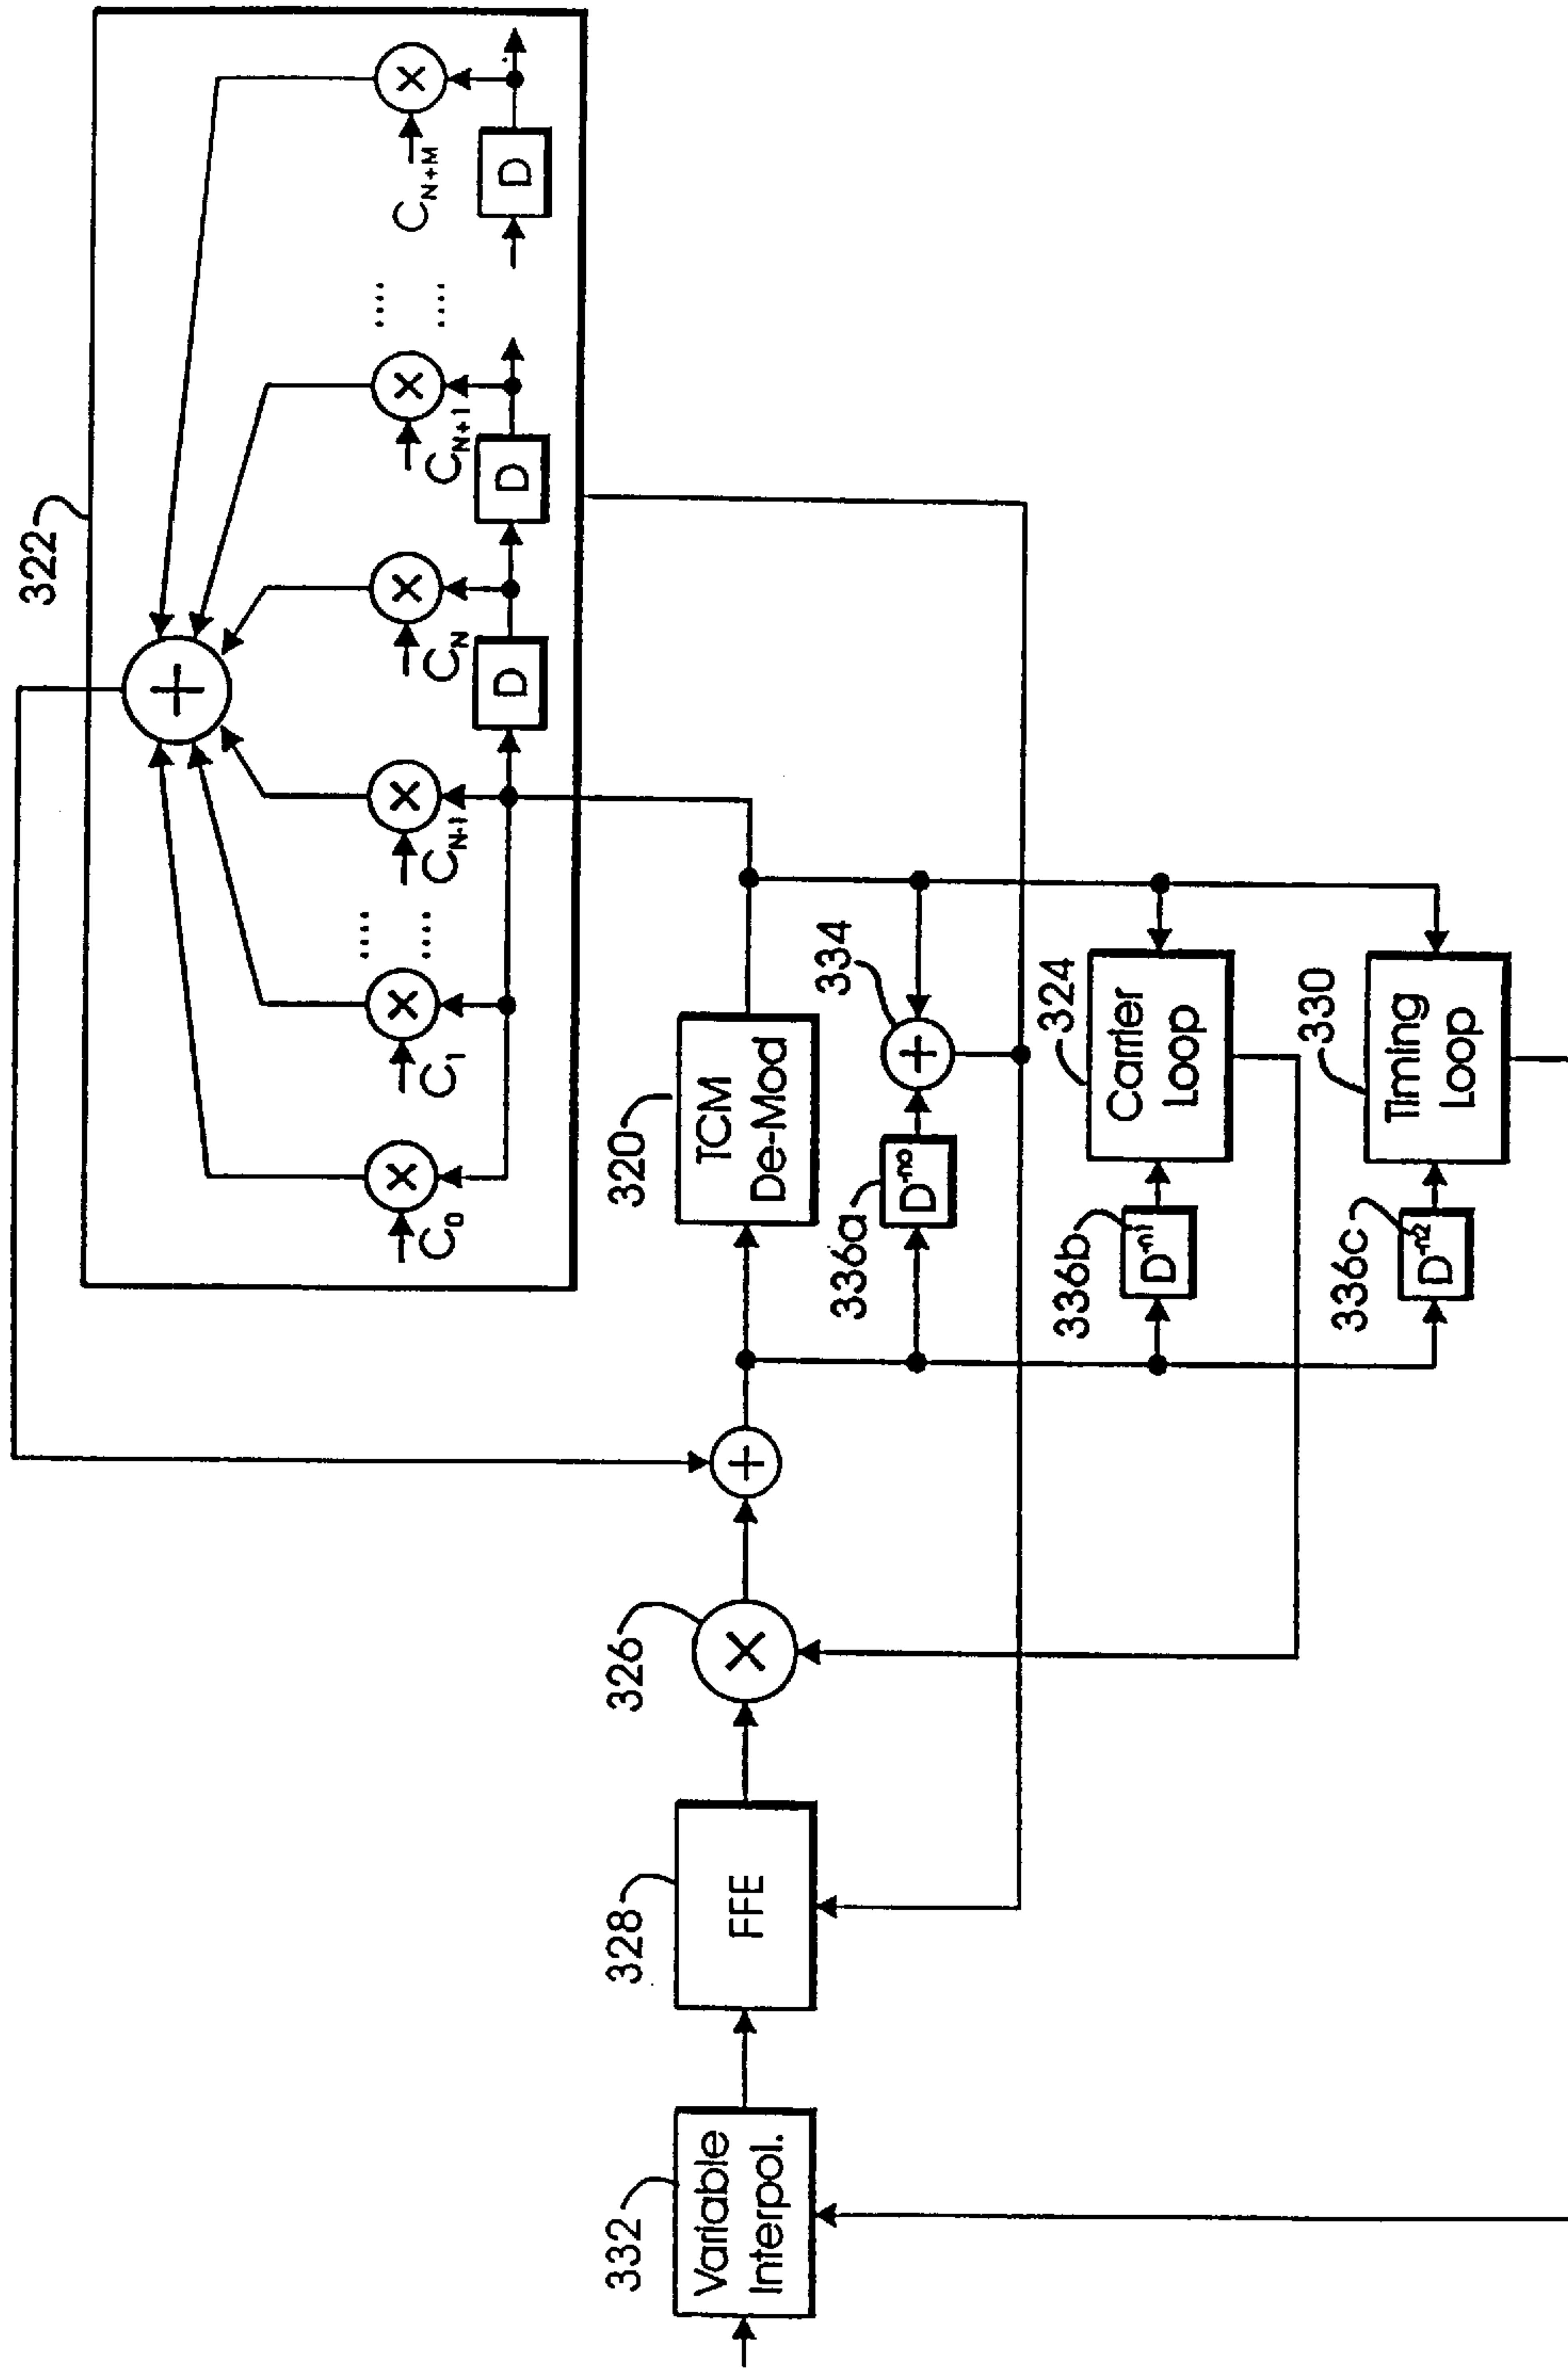 322
C0
C1
....
....
CN-1
CN
CN+1
....
....
CN+M
D
D
D
332
Variable
Interpol.
328
FFE
326
320
TCM
De-Mod
336a
D-no
334
336b
D-n1
324
Carrier
Loop
336c
D-n2
330
Timing
Loop